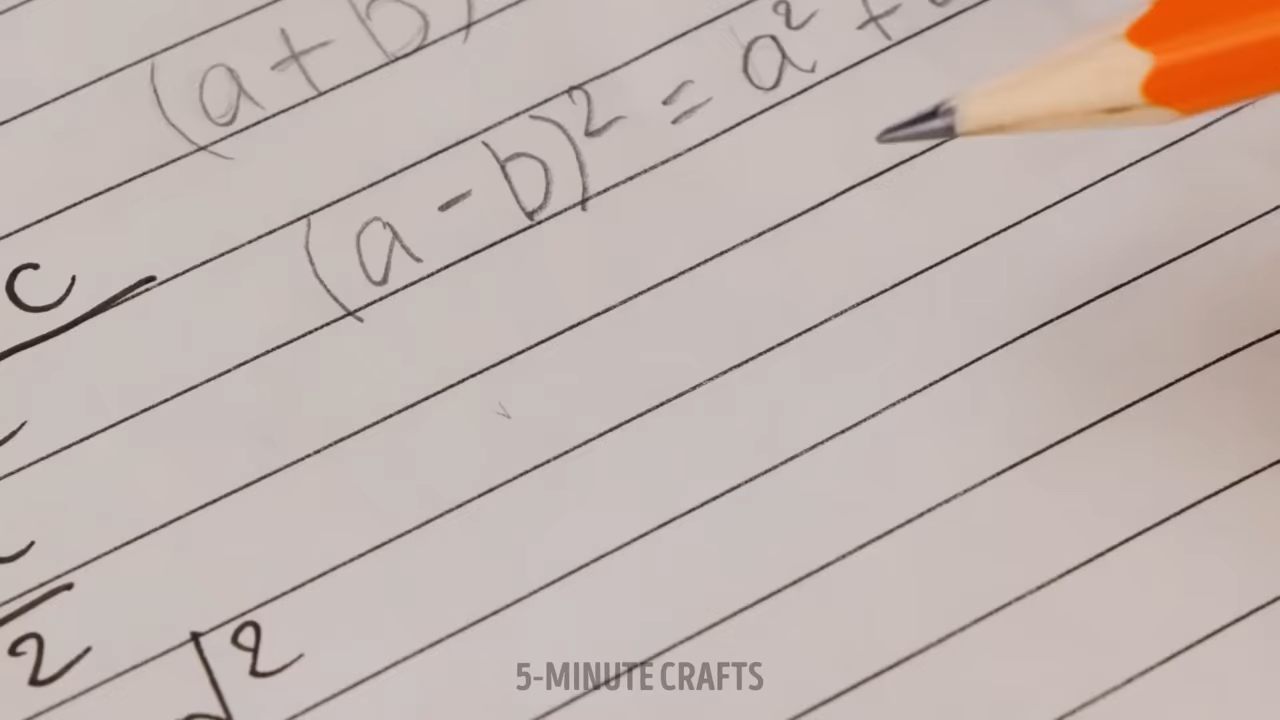 (a+b)
(a-b)² = a² +
c
2
2
5-MINUTE CRAFTS